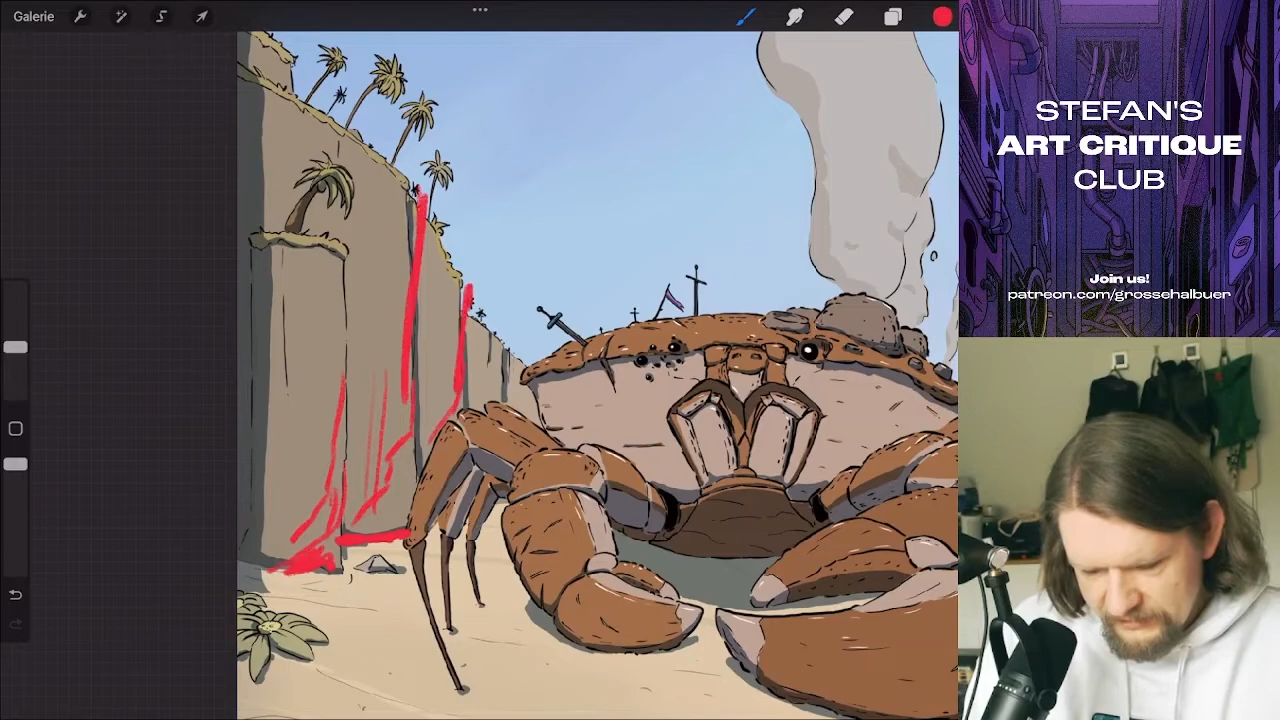 Galerie
STEFAN'S
ART CRITIQUE
CLUB
Join us!
patreon.com/grossehalbuer